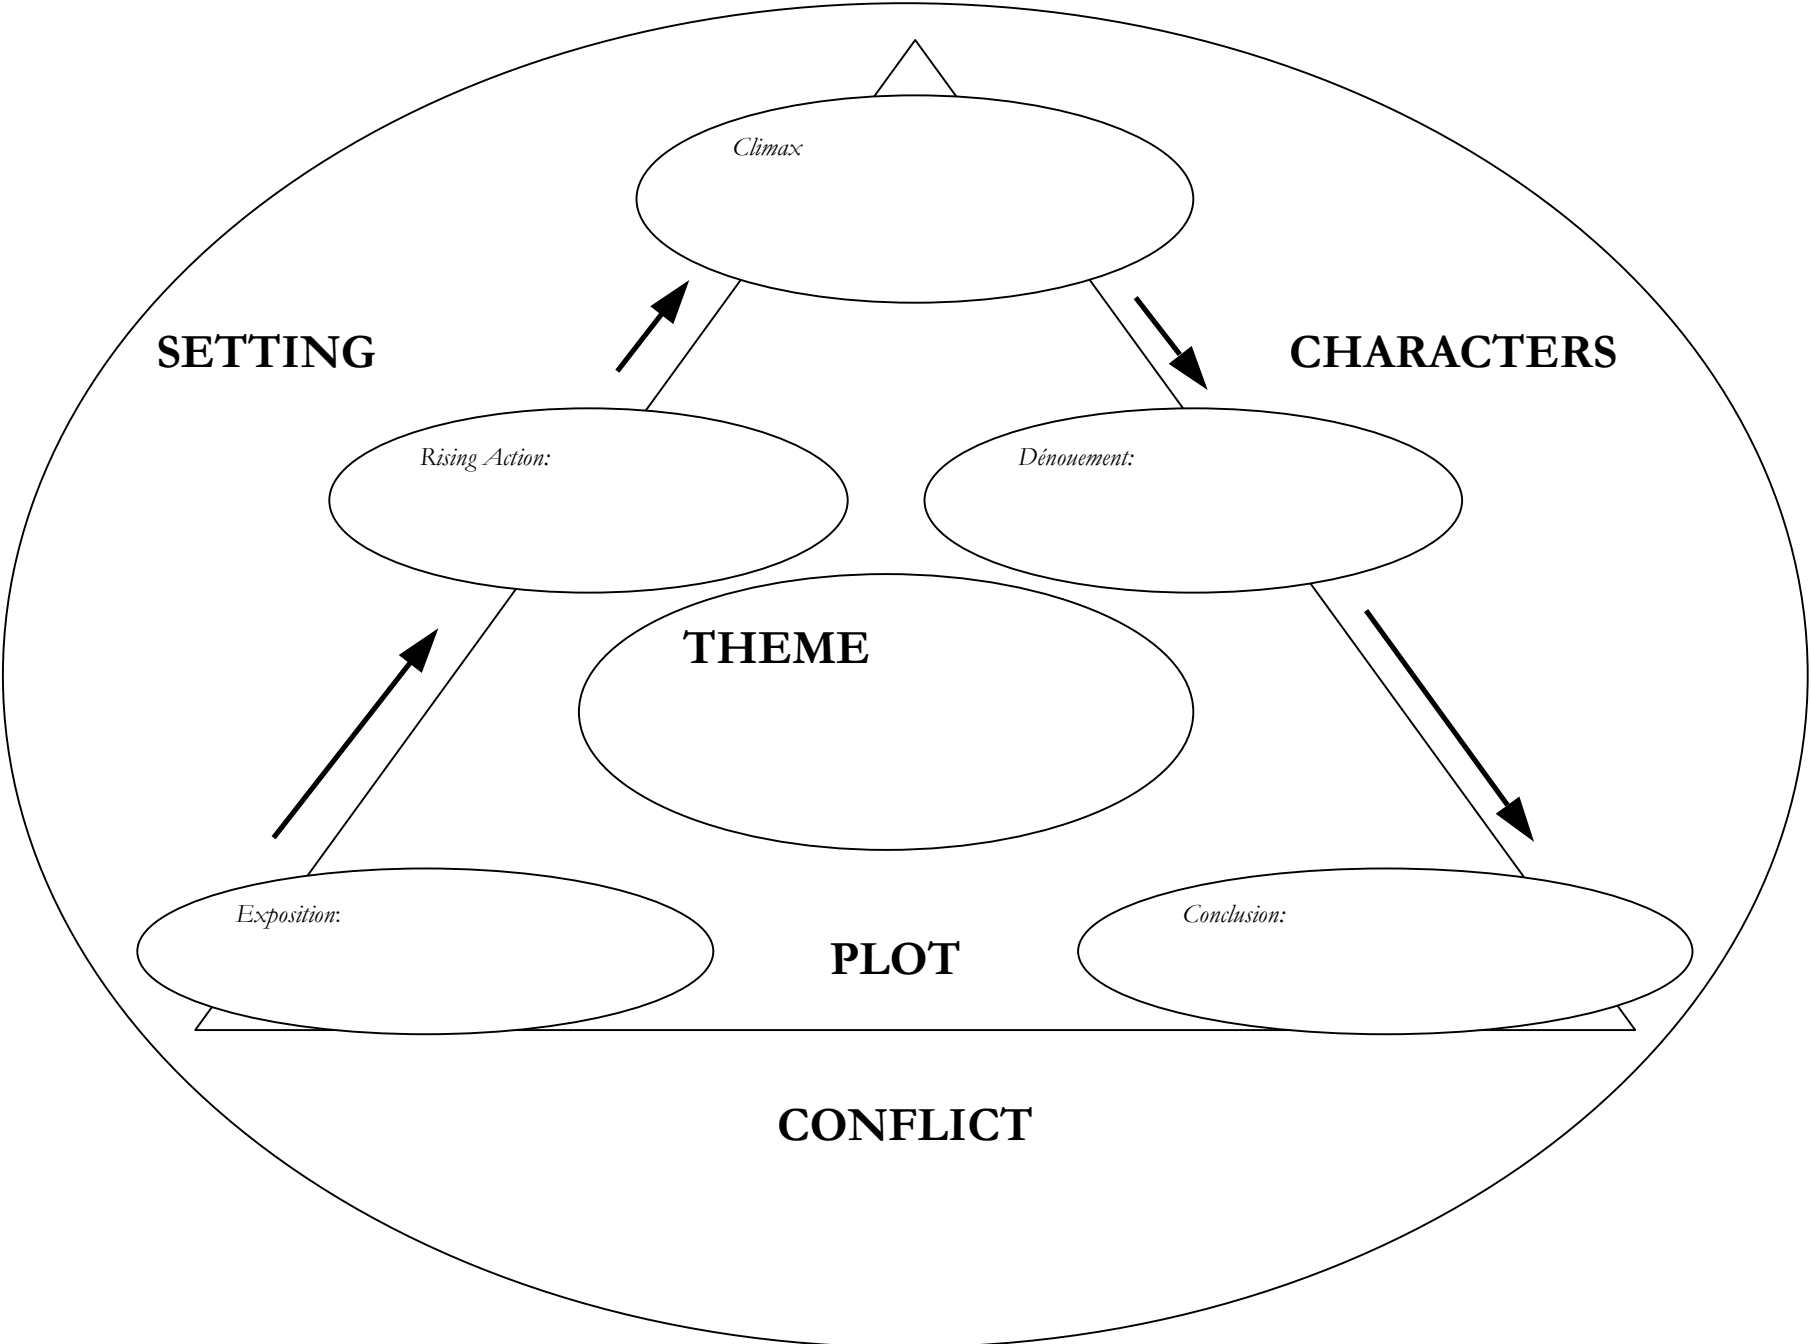 Climax
SETTING
CHARACTERS
Rising Action:
Dénouement:
THEME
Exposition:
Conclusion:
PLOT
CONFLICT